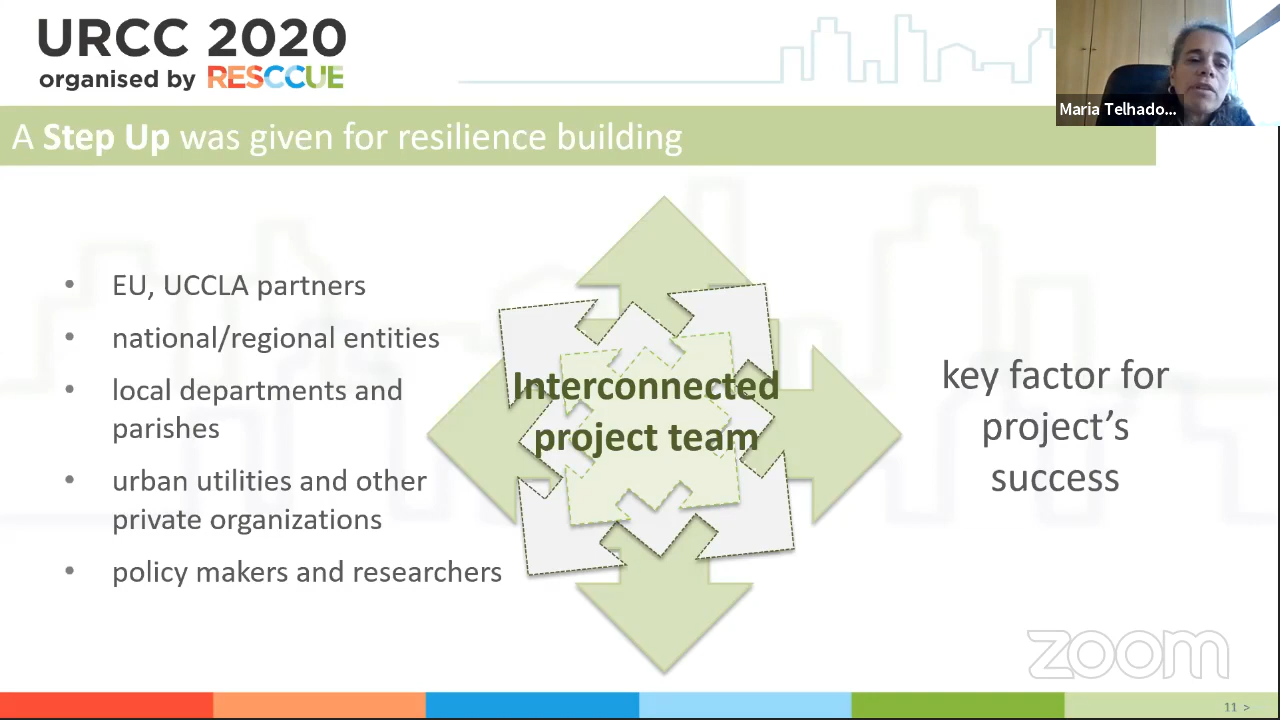 URCC 2020
organised by RESCCUE
Maria Telhado...
A Step Up was given for resilience building
• EU, UCCLA partners
• national/regional entities
• local departments and
parishes
• urban utilities and other
private organizations
• policy makers and researchers
Interconnected
project team
key factor for
project’s
success
zoom
11 >